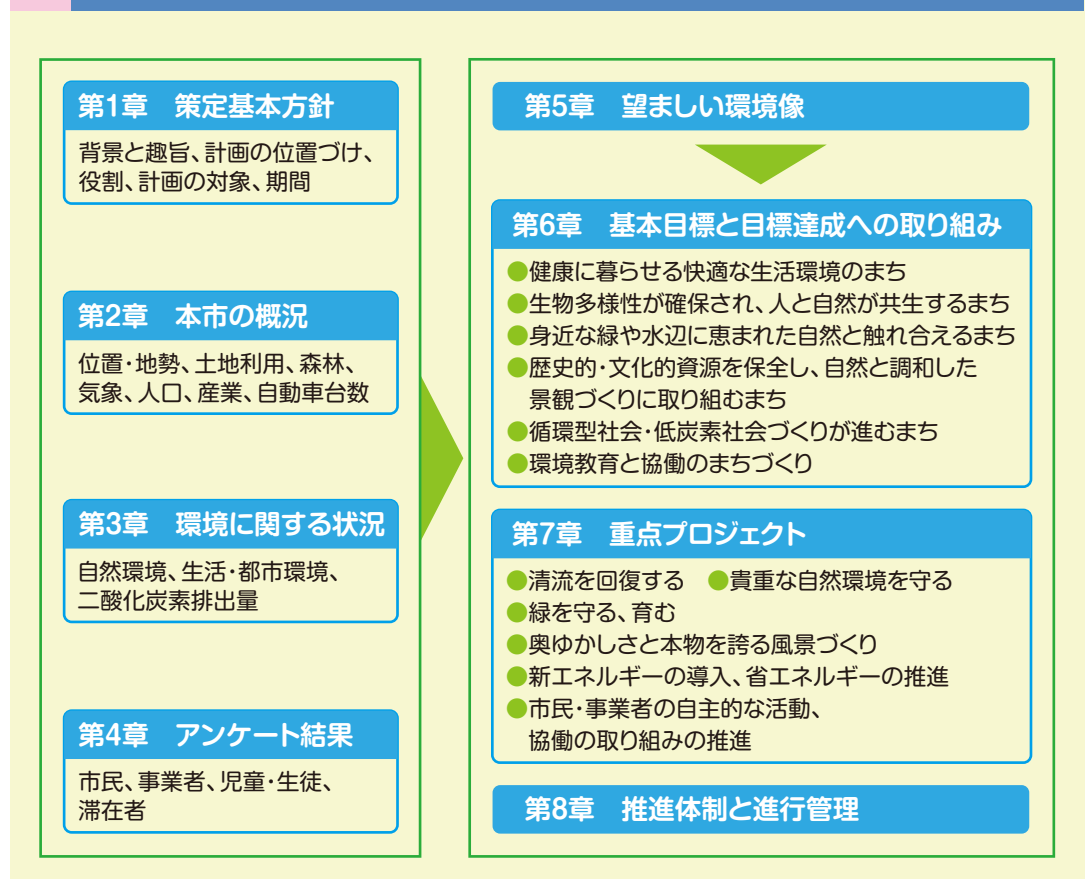 第1章　策定基本方針
背景と趣旨、計画の位置づけ、
役割、計画の対象、期間
第2章　本市の概況
位置・地勢、土地利用、森林、
気象、人口、産業、自動車台数
第3章　環境に関する状況
自然環境、生活・都市環境、
二酸化炭素排出量
第4章　アンケート結果
市民、事業者、児童・生徒、
滞在者
第5章　望ましい環境像
第6章　基本目標と目標達成への取り組み
●健康に暮らせる快適な生活環境のまち
●生物多様性が確保され、人と自然が共生するまち
●身近な緑や水辺に恵まれた自然と触れ合えるまち
●歴史的・文化的資源を保全し、自然と調和した
景観づくりに取り組むまち
●循環型社会・低炭素社会づくりが進むまち
●環境教育と協働のまちづくり
第7章　重点プロジェクト
●清流を回復する　●貴重な自然環境を守る
●緑を守る、育む
●奥ゆかしさと本物を誇る風景づくり
●新エネルギーの導入、省エネルギーの推進
●市民・事業者の自主的な活動、
協働の取り組みの推進
第8章　推進体制と進行管理